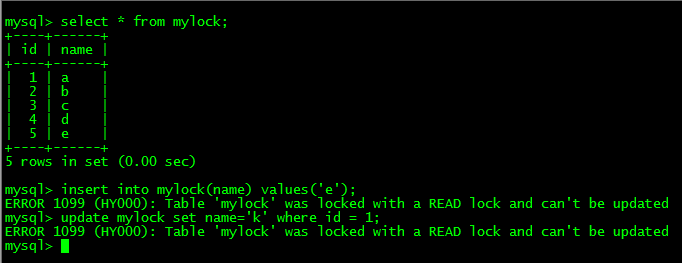 mysql> select * from mylock;
+----+------+
| id | name |
+----+------+
|  1 | a    |
|  2 | b    |
|  3 | c    |
|  4 | d    |
|  5 | e    |
+----+------+
5 rows in set (0.00 sec)
mysql> insert into mylock(name) values('e');
ERROR 1099 (HY000): Table 'mylock' was locked with a READ lock and can't be updated
mysql> update mylock set name='k' where id = 1;
ERROR 1099 (HY000): Table 'mylock' was locked with a READ lock and can't be updated
mysql>